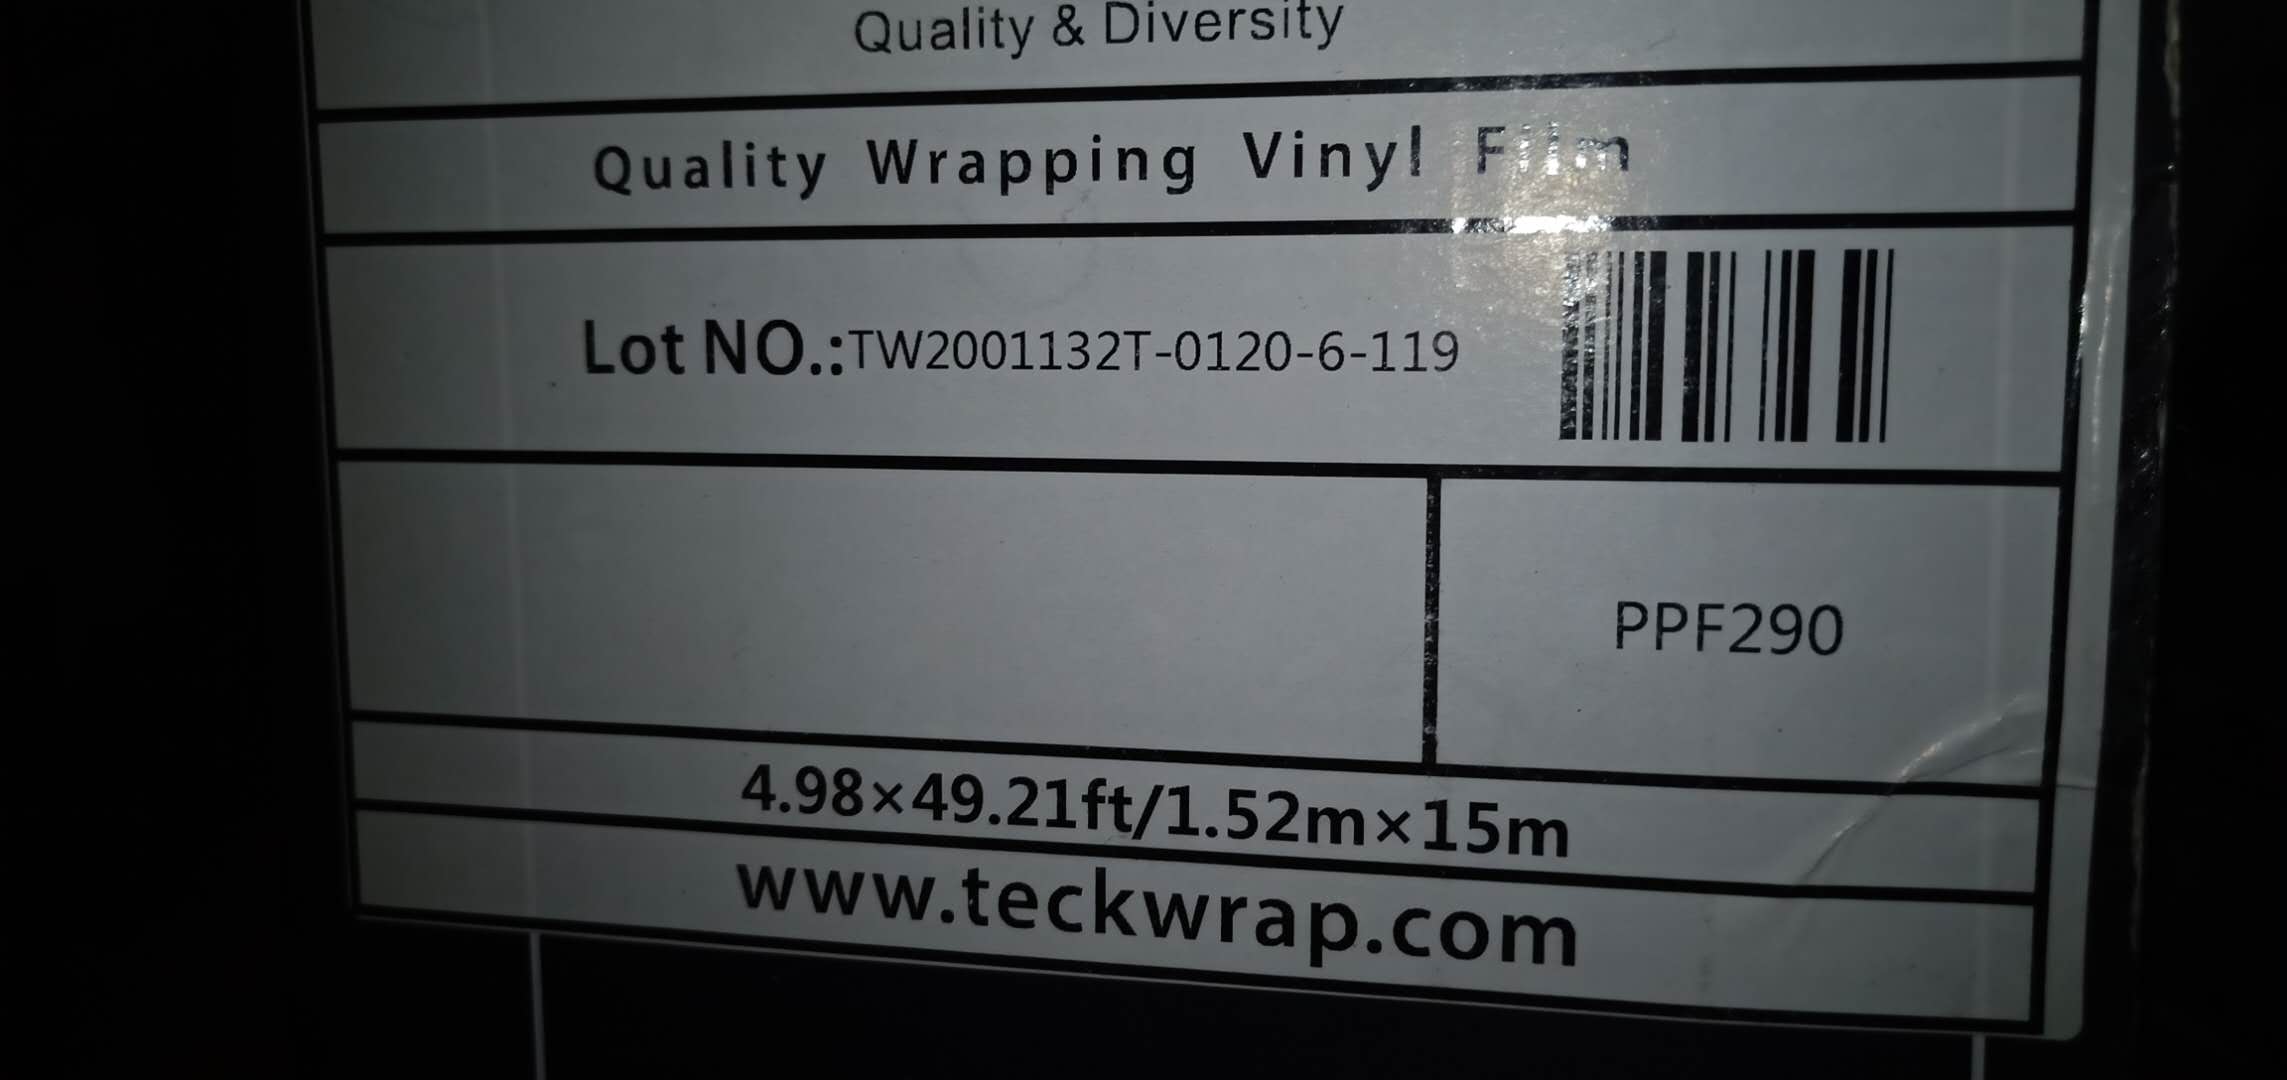 Quality & Diversity
Quality Wrapping Vinyl Film
Lot NO.:TW2001132T-0120-6-119
PPF290
4.98×49.21ft/1.52m×15m
www.teckwrap.com